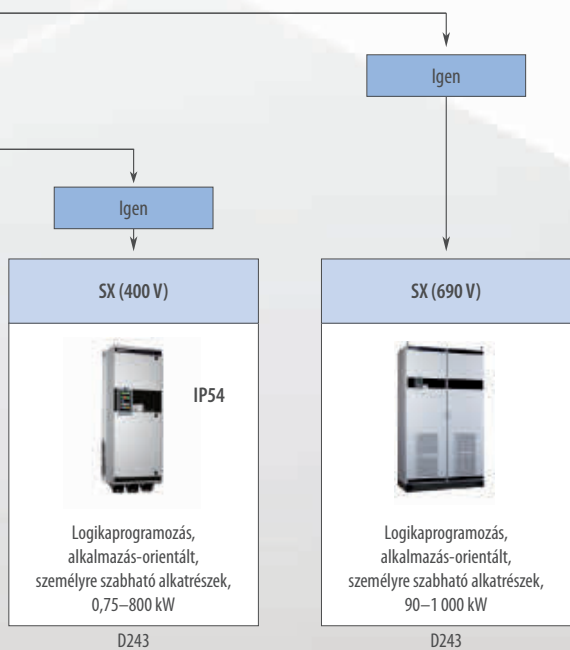 Igen
Igen
SX (400 V)
IP54
Logikaprogramozás,
alkalmazás-orientált,
személyre szabható alkatrészek,
0,75–800 kW
D243
SX (690 V)
Logikaprogramozás,
alkalmazás-orientált,
személyre szabható alkatrészek,
90–1 000 kW
D243